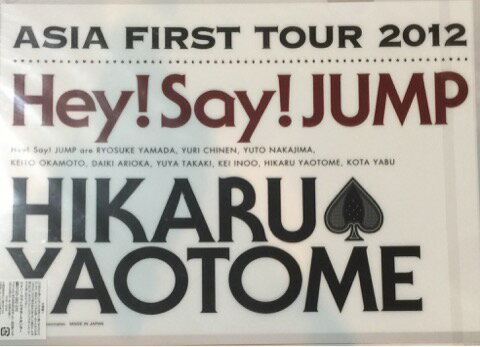 ASIA FIRST TOUR 2012
Hey! Say! JUMP
Hey! Say! JUMP are RYOSUKE YAMADA, YURI CHINEN, YUTO NAKAJIMA,
KEITO OKAMOTO, DAIKI ARIOKA, YUYA TAKAKI, KEI INOO, HIKARU YAOTOME, KOTA YABU
HIKARU
YAOTOME
MADE IN JAPAN